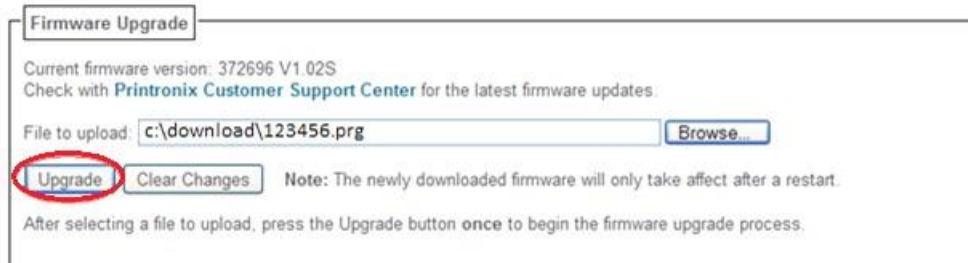 Firmware Upgrade
Current firmware version: 372696 V1.02S
Check with Printronix Customer Support Center for the latest firmware updates.
File to upload: c:\download\123456.prg Browse...
Upgrade Clear Changes Note: The newly downloaded firmware will only take affect after a restart.
After selecting a file to upload, press the Upgrade button once to begin the firmware upgrade process.